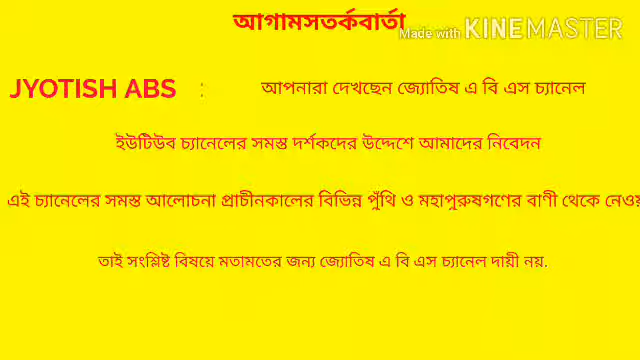 আগামসতর্কবার্তা
Made with KINEMASTER
JYOTISH ABS : আপনারা দেখছেন জ্যোতিষ এ বি এস চ্যানেল
ইউটিউব চ্যানেলের সমস্ত দর্শকদের উদ্দেশে আমাদের নিবেদন
এই চ্যানেলের সমস্ত আলোচনা প্রাচীনকালের বিভিন্ন পুঁথি ও মহাপুরুষগণের বাণী থেকে
তাই সংশ্লিষ্ট বিষয়ে মতামতের জন্য জ্যোতিষ এ বি এস চ্যানেল দায়ী নয়.